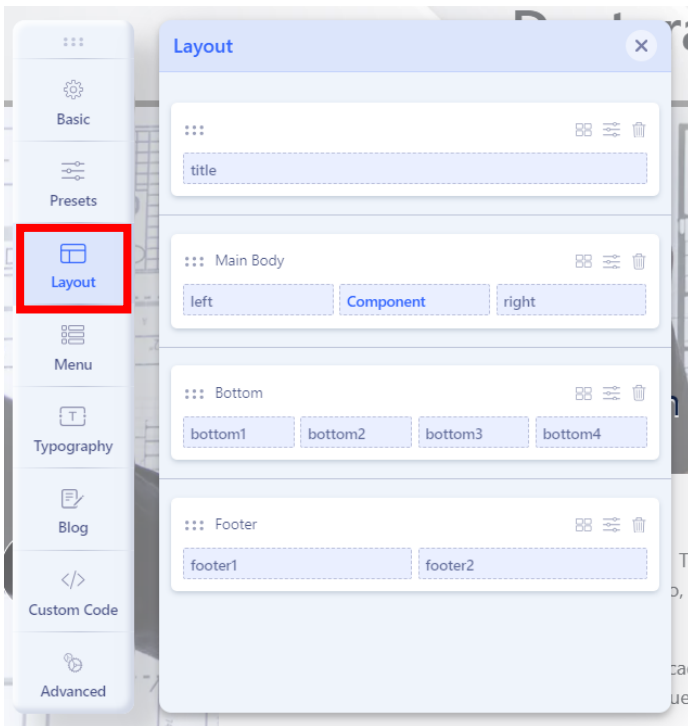 Layout
Basic
Presets
Layout
Menu
Typography
Blog
Custom Code
Advanced
title
Main Body
left Component right
Bottom
bottom1 bottom2 bottom3 bottom4
Footer
footer1 footer2